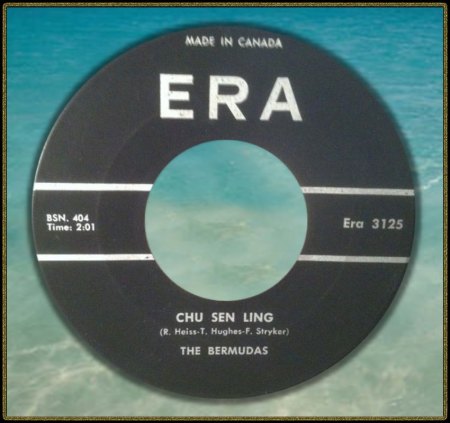 MADE IN CANADA
ERA
BSN. 404
Time: 2:01
Era 3125
CHU SEN LING
(R. Heiss-T. Hughes-F. Stryker)
THE BERMUDAS